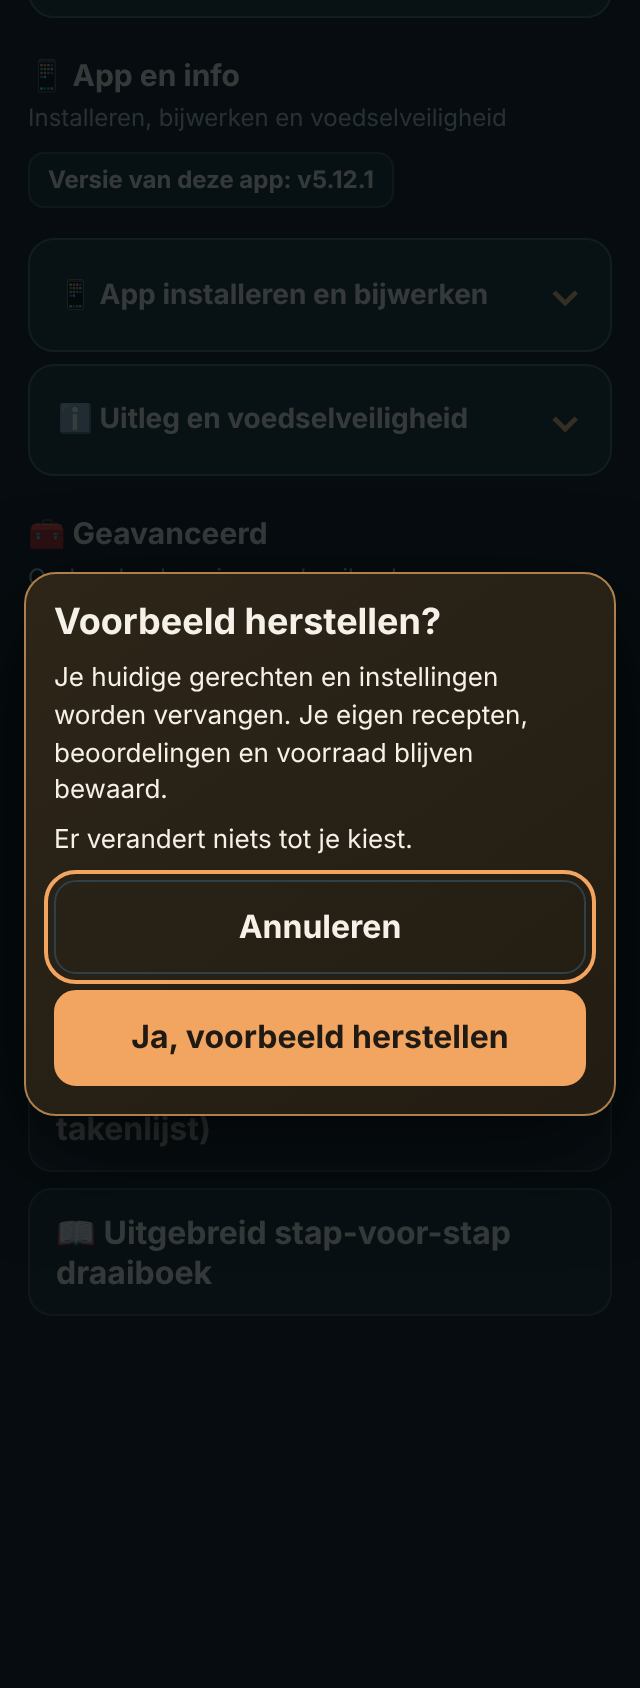 App en info
Installeren, bijwerken en voedselveiligheid
Versie van deze app: v5.12.1
App installeren en bijwerken
Uitleg en voedselveiligheid
Geavanceerd
Voorbeeld herstellen?
Je huidige gerechten en instellingen
worden vervangen. Je eigen recepten,
beoordelingen en voorraad blijven
bewaard.
Er verandert niets tot je kiest.
Annuleren
Ja, voorbeeld herstellen
takenlijst)
Uitgebreid stap-voor-stap
draaiboek